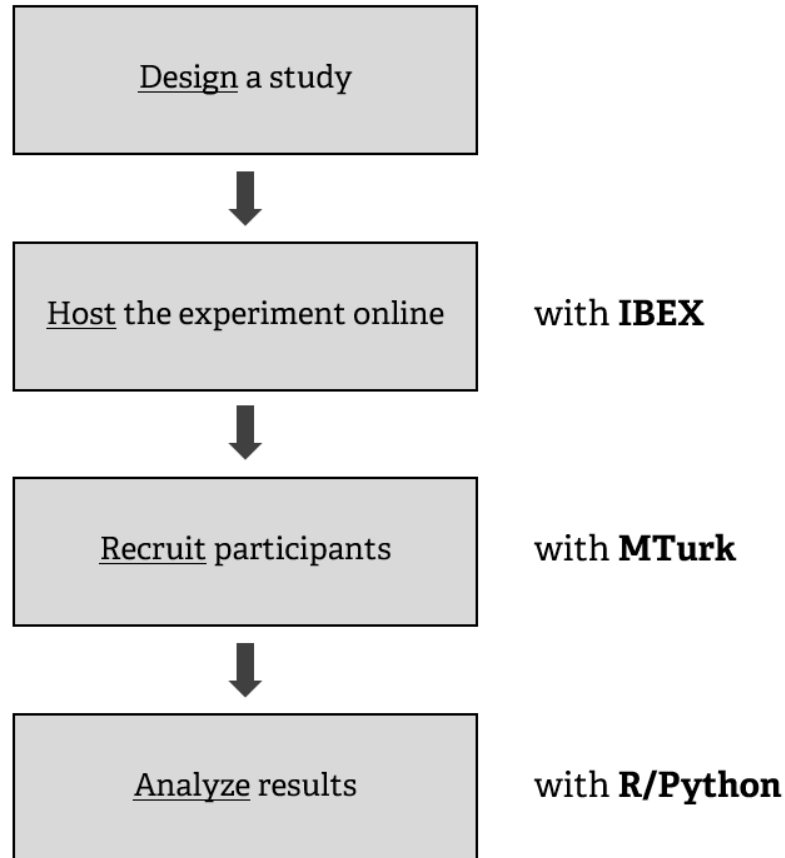 Design a study
Host the experiment online
with IBEX
Recruit participants
with MTurk
Analyze results
with R/Python